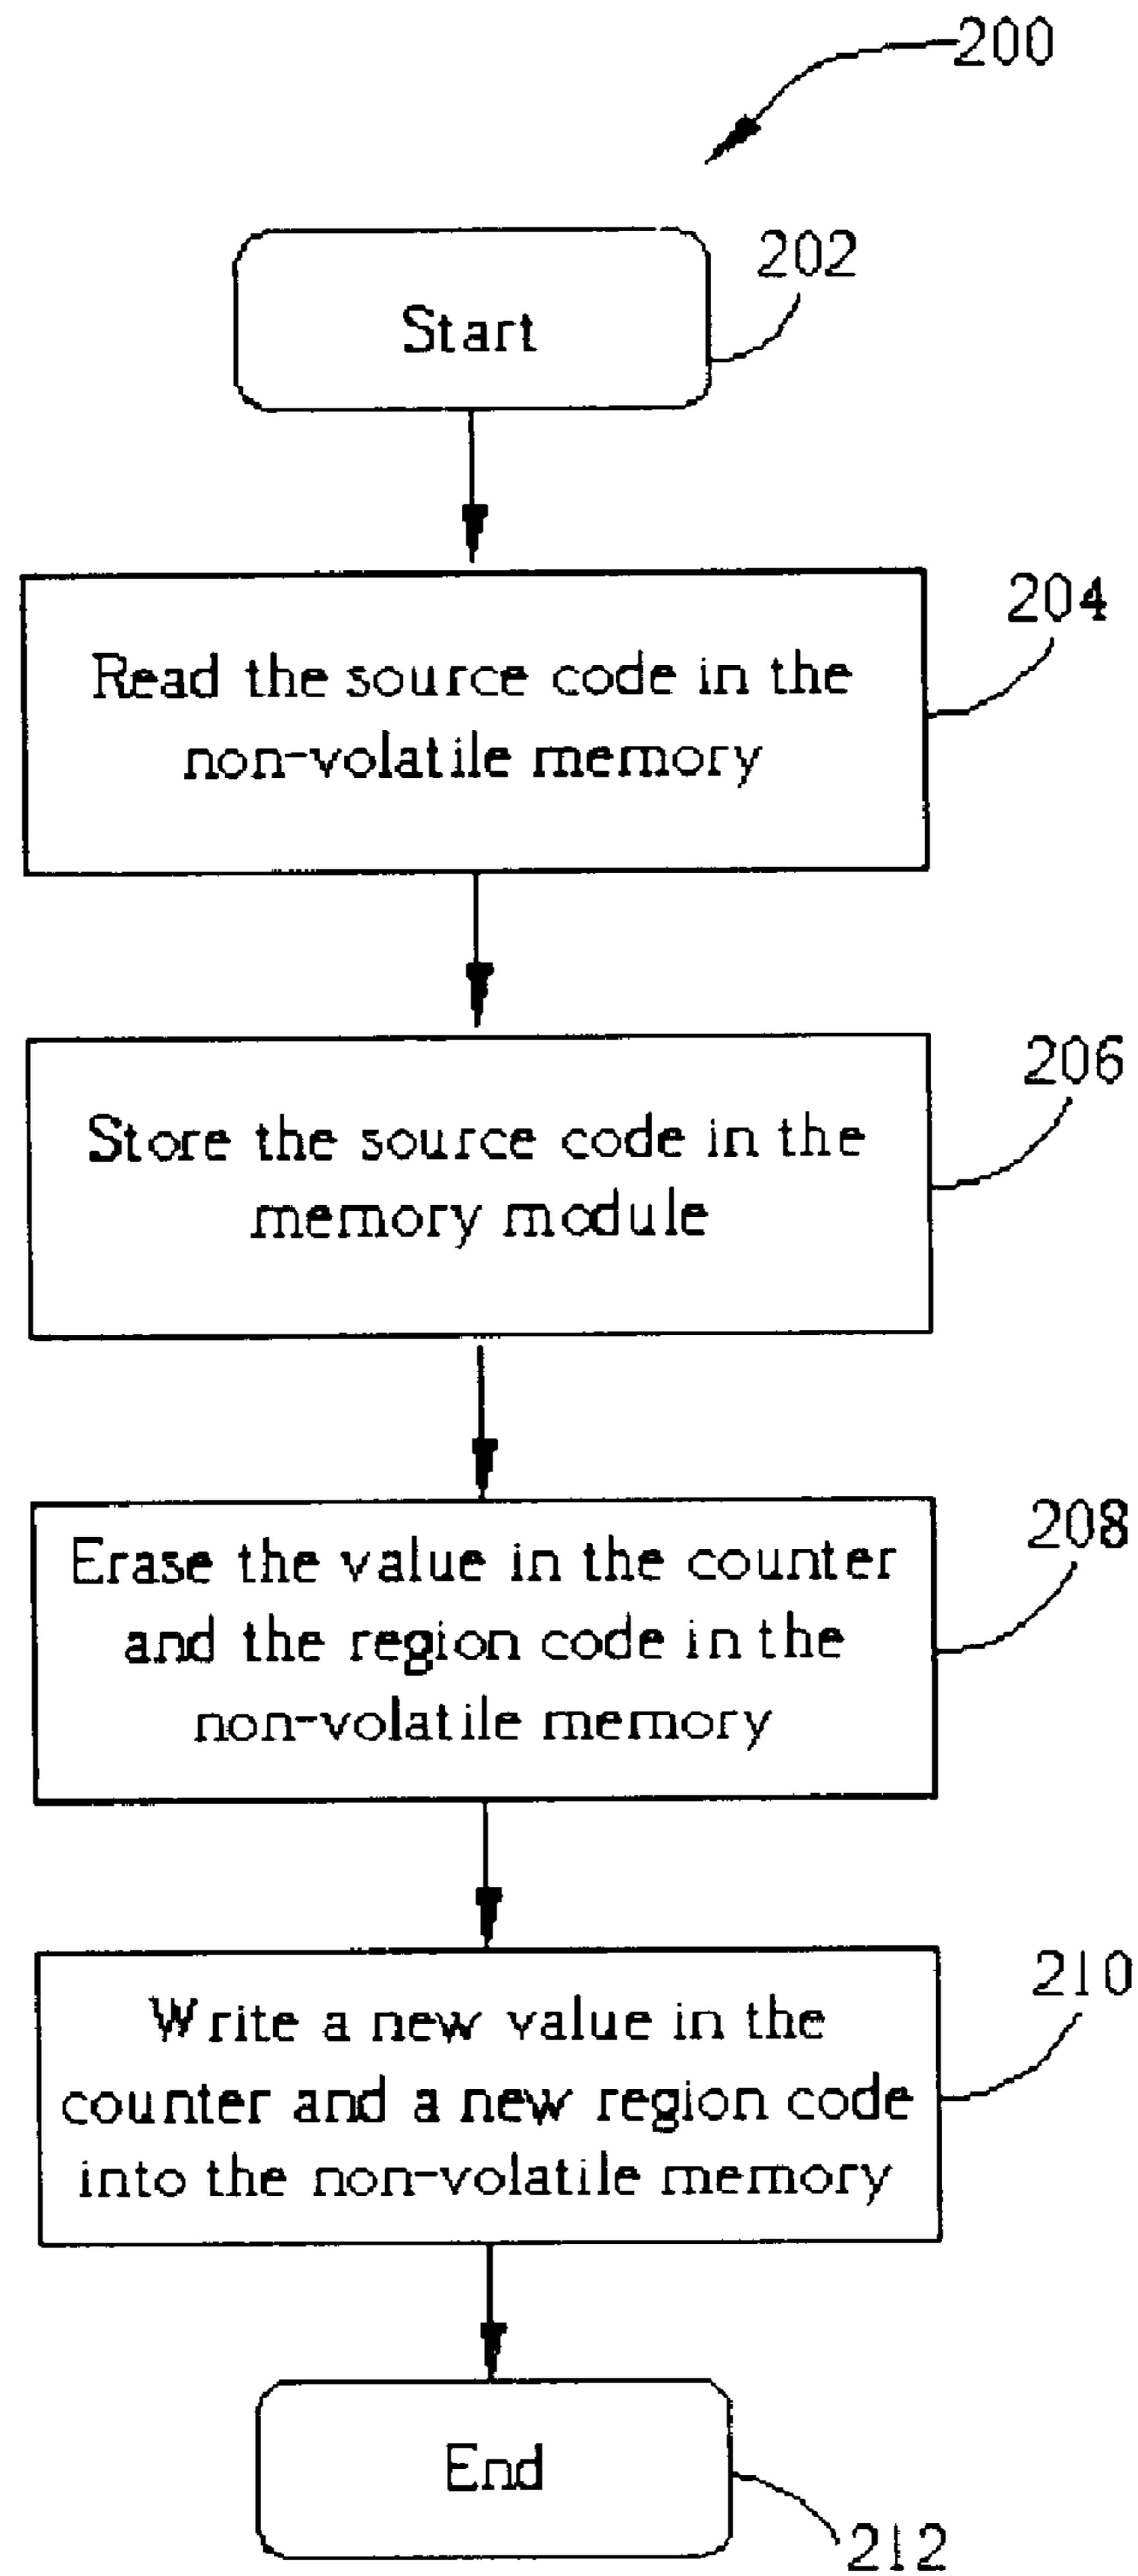 200
202
Start
204
Read the source code in the
non-volatile memory
206
Store the source code in the
memory module
208
Erase the value in the counter
and the region code in the
non-volatile memory
210
Write a new value in the
counter and a new region code
into the non-volatile memory
End
212